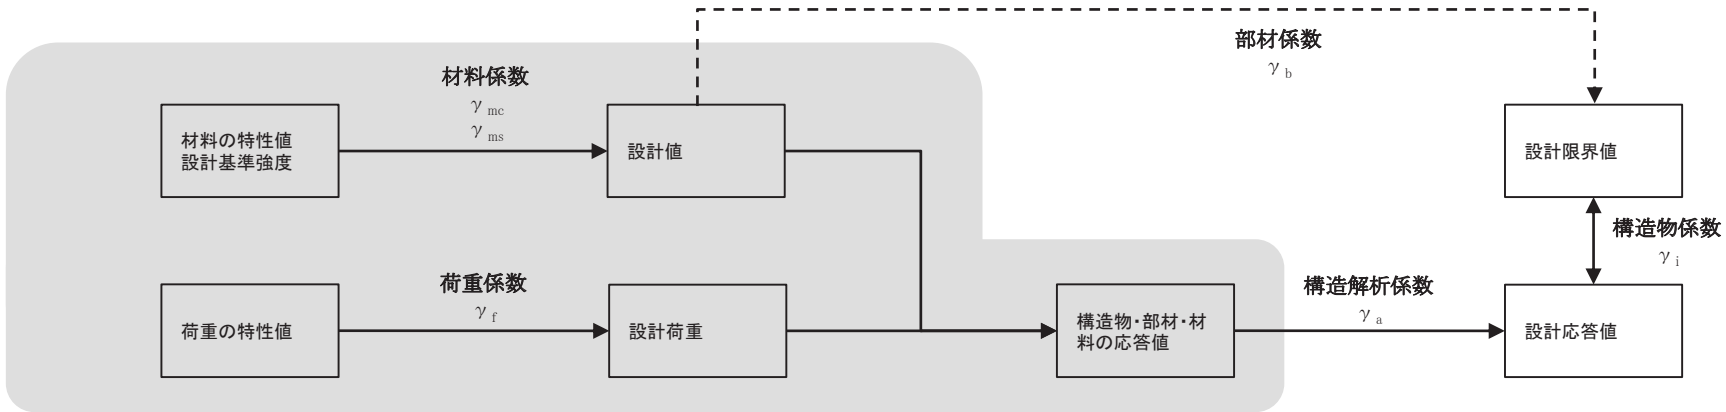 部材係数
γ b
材料係数
γ mc
γ ms
材料の特性値
設計基準強度
設計値
設計限界値
構造物係数
γ i
荷重係数
γ f
構造解析係数
γ a
荷重の特性値
設計荷重
構造物・部材・材
料の応答値
設計応答値